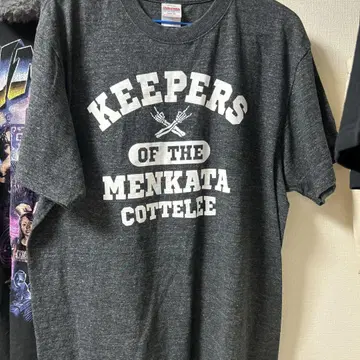 KEEPERS
OF THE
MENKATA
COTTELEE